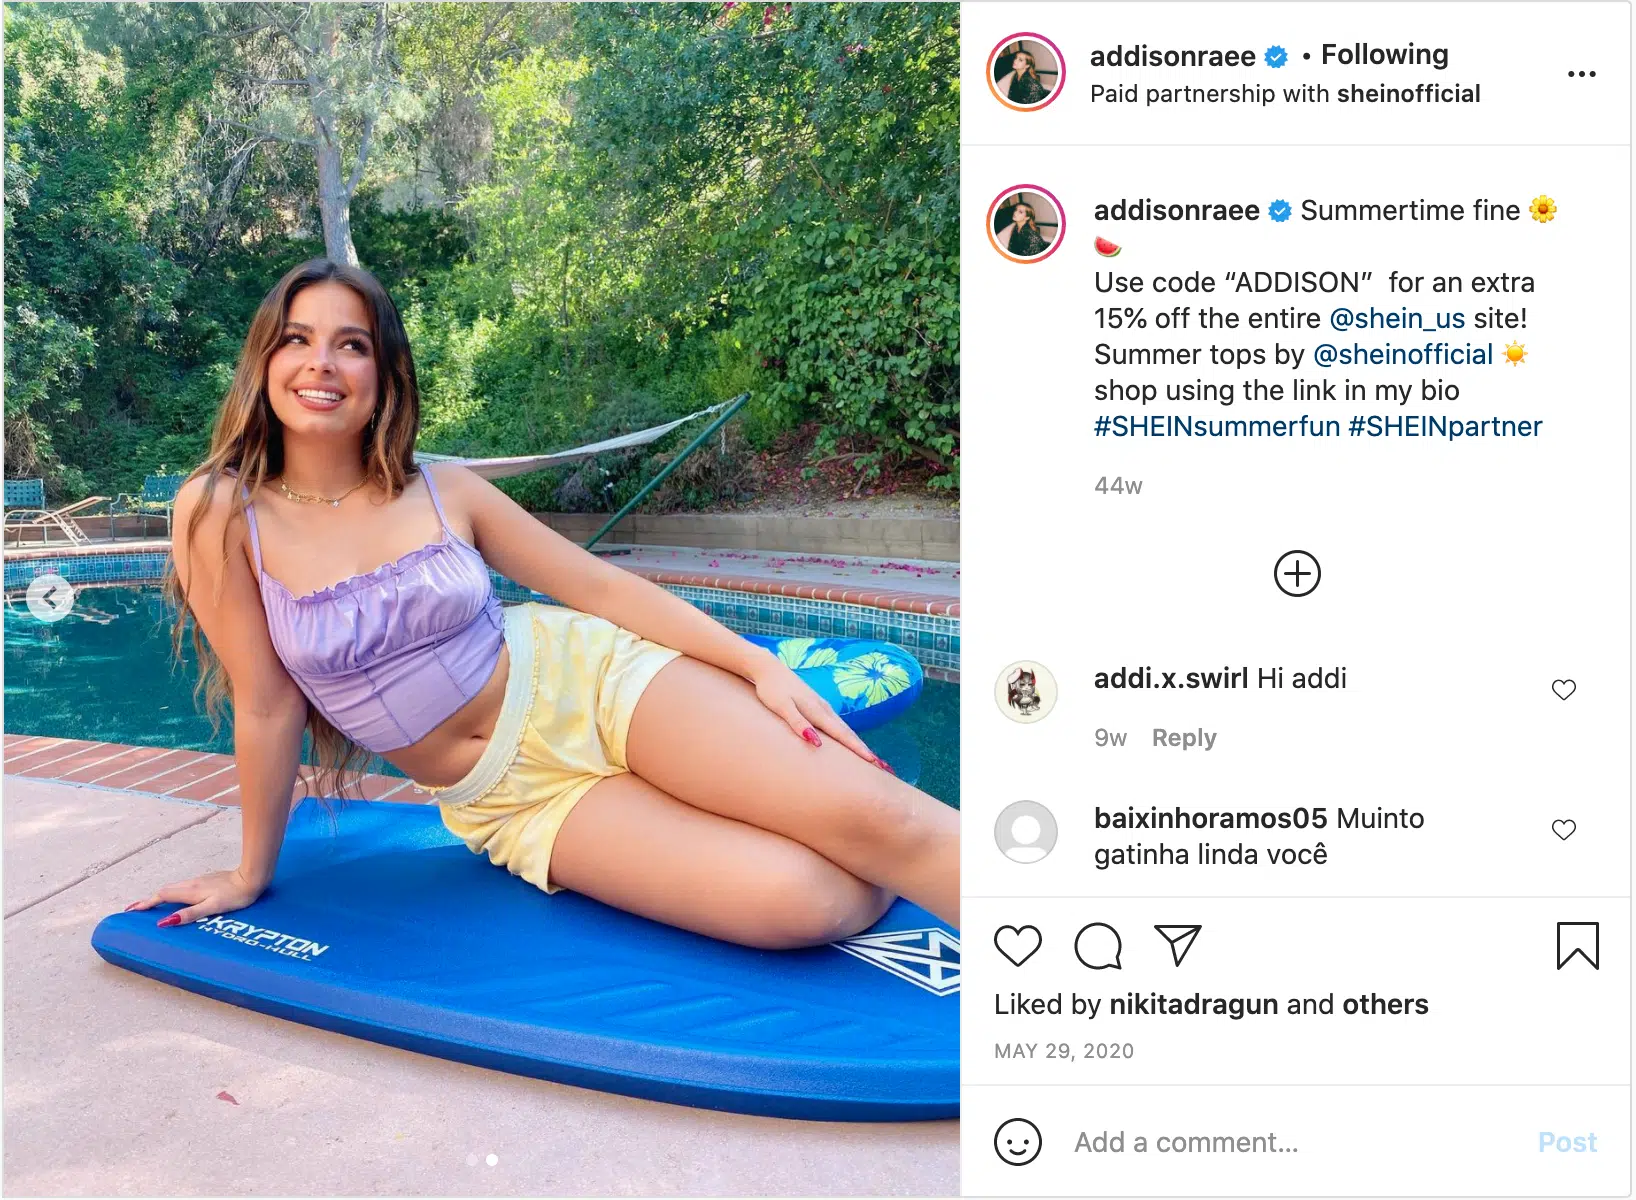 addisonraee • Following
Paid partnership with sheinofficial
addisonraee Summertime fine 🌼
🍉
Use code “ADDISON”  for an extra
15% off the entire @shein_us site!
Summer tops by @sheinofficial ☀️
shop using the link in my bio
#SHEINsummerfun #SHEINpartner
44w
addi.x.swirl Hi addi
9w Reply
baixinhoramos05 Muinto
gatinha linda você
Liked by nikitadragun and others
MAY 29, 2020
Add a comment... Post
KRYPTON
HYDRO-HULL